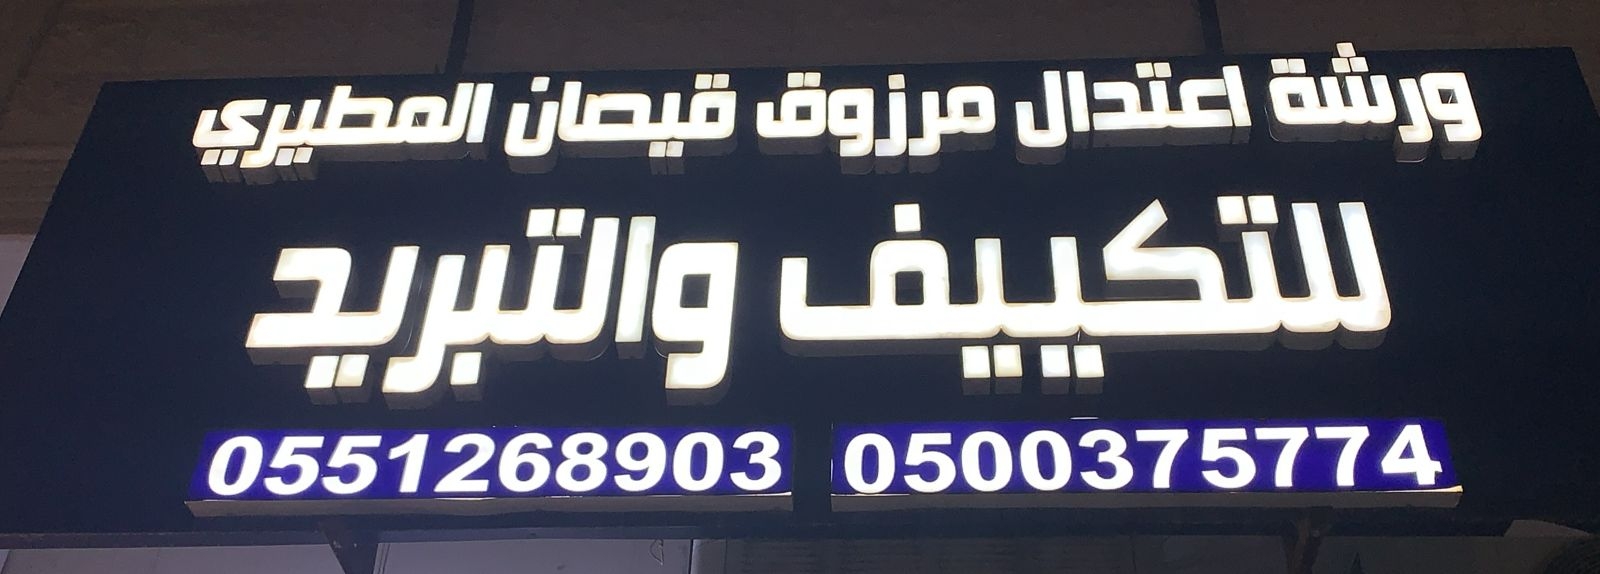 ورشة اعتدال مرزوق قيصان المطيري
للتكييف والتبريد
0551268903 0500375774